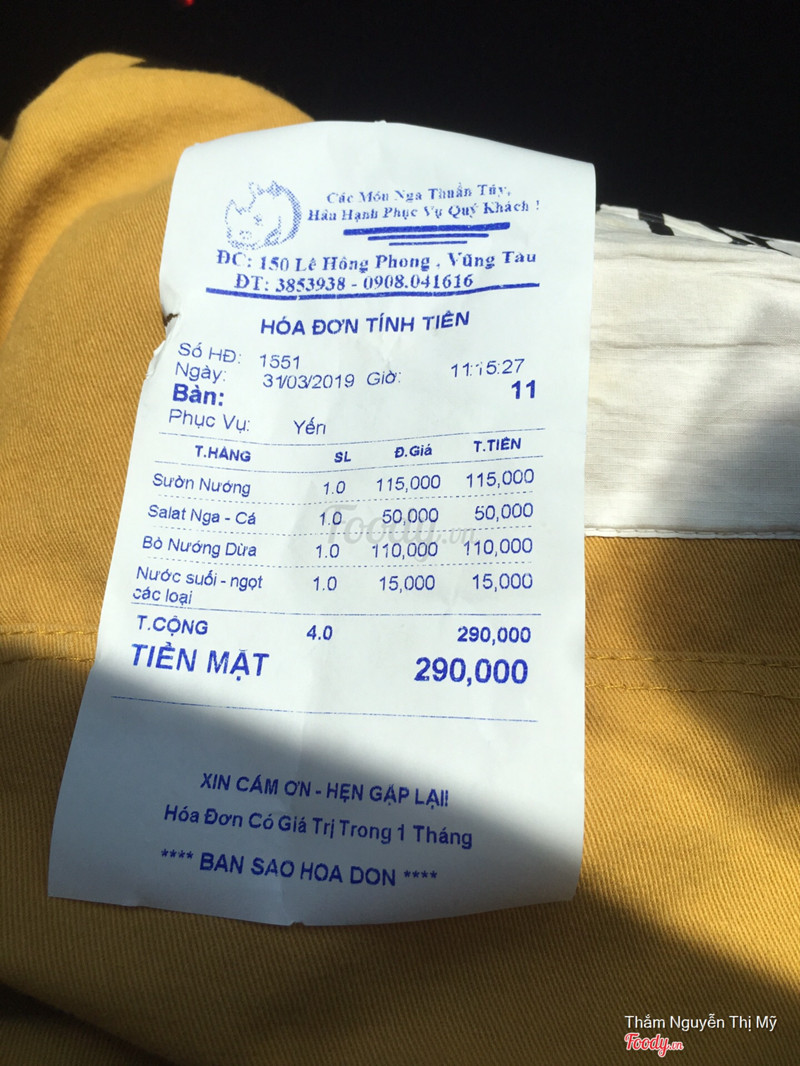 Các Món Nga Thuần Túy,
Hân Hạnh Phục Vụ Quý Khách !
ĐC: 150 Lê Hồng Phong , Vũng Tàu
ĐT: 3853938 - 0908.041616
HÓA ĐƠN TÍNH TIỀN
Số HĐ: 1551
Ngày: 31/03/2019 Giờ: 11:15:27
Bàn: 11
Phục Vụ: Yến
T.HÀNG SL Đ.Giá T.TIỀN
Sườn Nướng 1.0 115,000 115,000
Salat Nga - Cá 1.0 50,000 50,000
Bò Nướng Dừa 1.0 110,000 110,000
Nước suối - ngọt 1.0 15,000 15,000
các loại
T.CỘNG 4.0 290,000
TIỀN MẶT 290,000
XIN CÁM ƠN - HẸN GẶP LẠI!
Hóa Đơn Có Giá Trị Trong 1 Tháng
**** BAN SAO HOA DON ****
Foody.vn
Thắm Nguyễn Thị Mỹ
Foody.vn